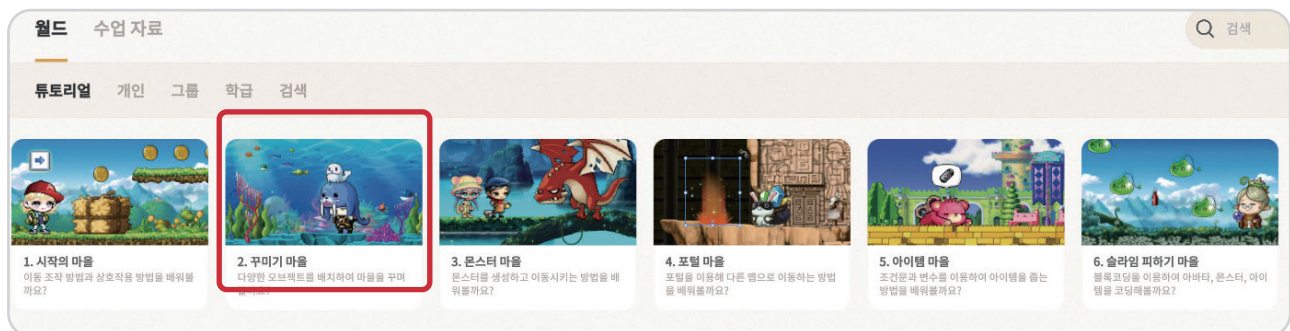 월드 수업 자료
검색
튜토리얼 개인 그룹 학급 검색
1. 시작의 마을
이동 조작 방법과 상호작용 방법을 배워볼
까요?
2. 꾸미기 마을
다양한 오브젝트를 배치하여 마을을 꾸며
3. 몬스터 마을
몬스터를 생성하고 이동시키는 방법을 배
워볼까요?
4. 포털 마을
포털을 이용해 다른 맵으로 이동하는 방법
을 배워볼까요?
5. 아이템 마을
조건문과 변수를 이용하여 아이템을 줍는
방법을 배워볼까요?
6. 슬라임 피하기 마을
블록코딩을 이용하여 아바타, 몬스터, 아이
템을 코딩해볼까요?